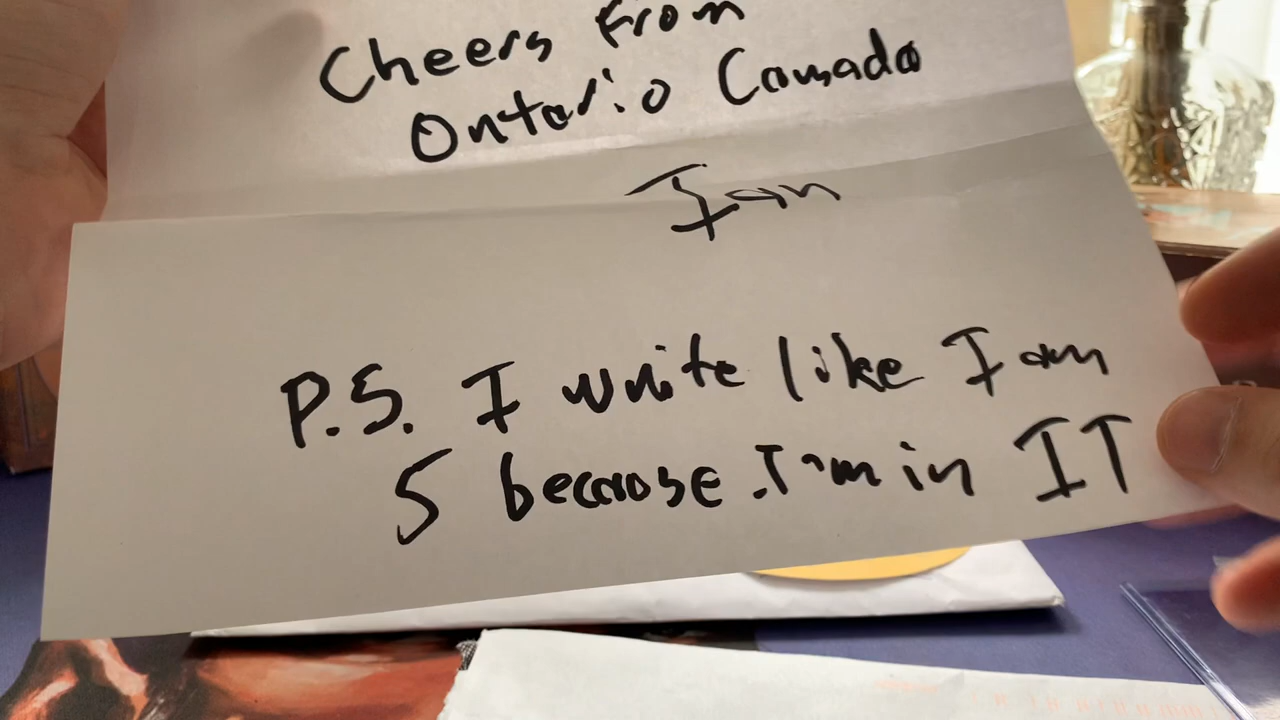 Cheers from
Ontario Canada
Ian
P.S. I write like I am
5 because I'm in IT